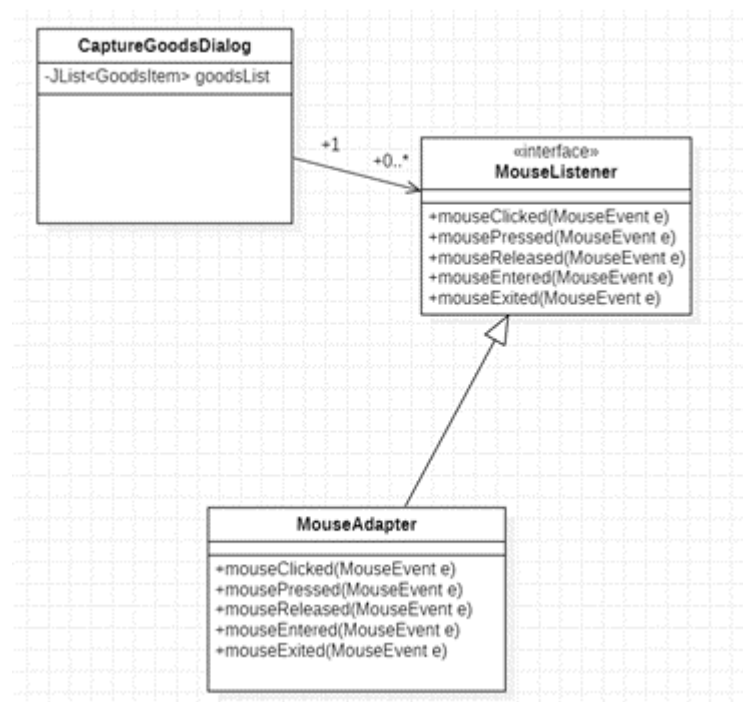 CaptureGoodsDialog
-JList<GoodsItem> goodsList
+1
+0..*
«interface»
MouseListener
+mouseClicked(MouseEvent e)
+mousePressed(MouseEvent e)
+mouseReleased(MouseEvent e)
+mouseEntered(MouseEvent e)
+mouseExited(MouseEvent e)
MouseAdapter
+mouseClicked(MouseEvent e)
+mousePressed(MouseEvent e)
+mouseReleased(MouseEvent e)
+mouseEntered(MouseEvent e)
+mouseExited(MouseEvent e)